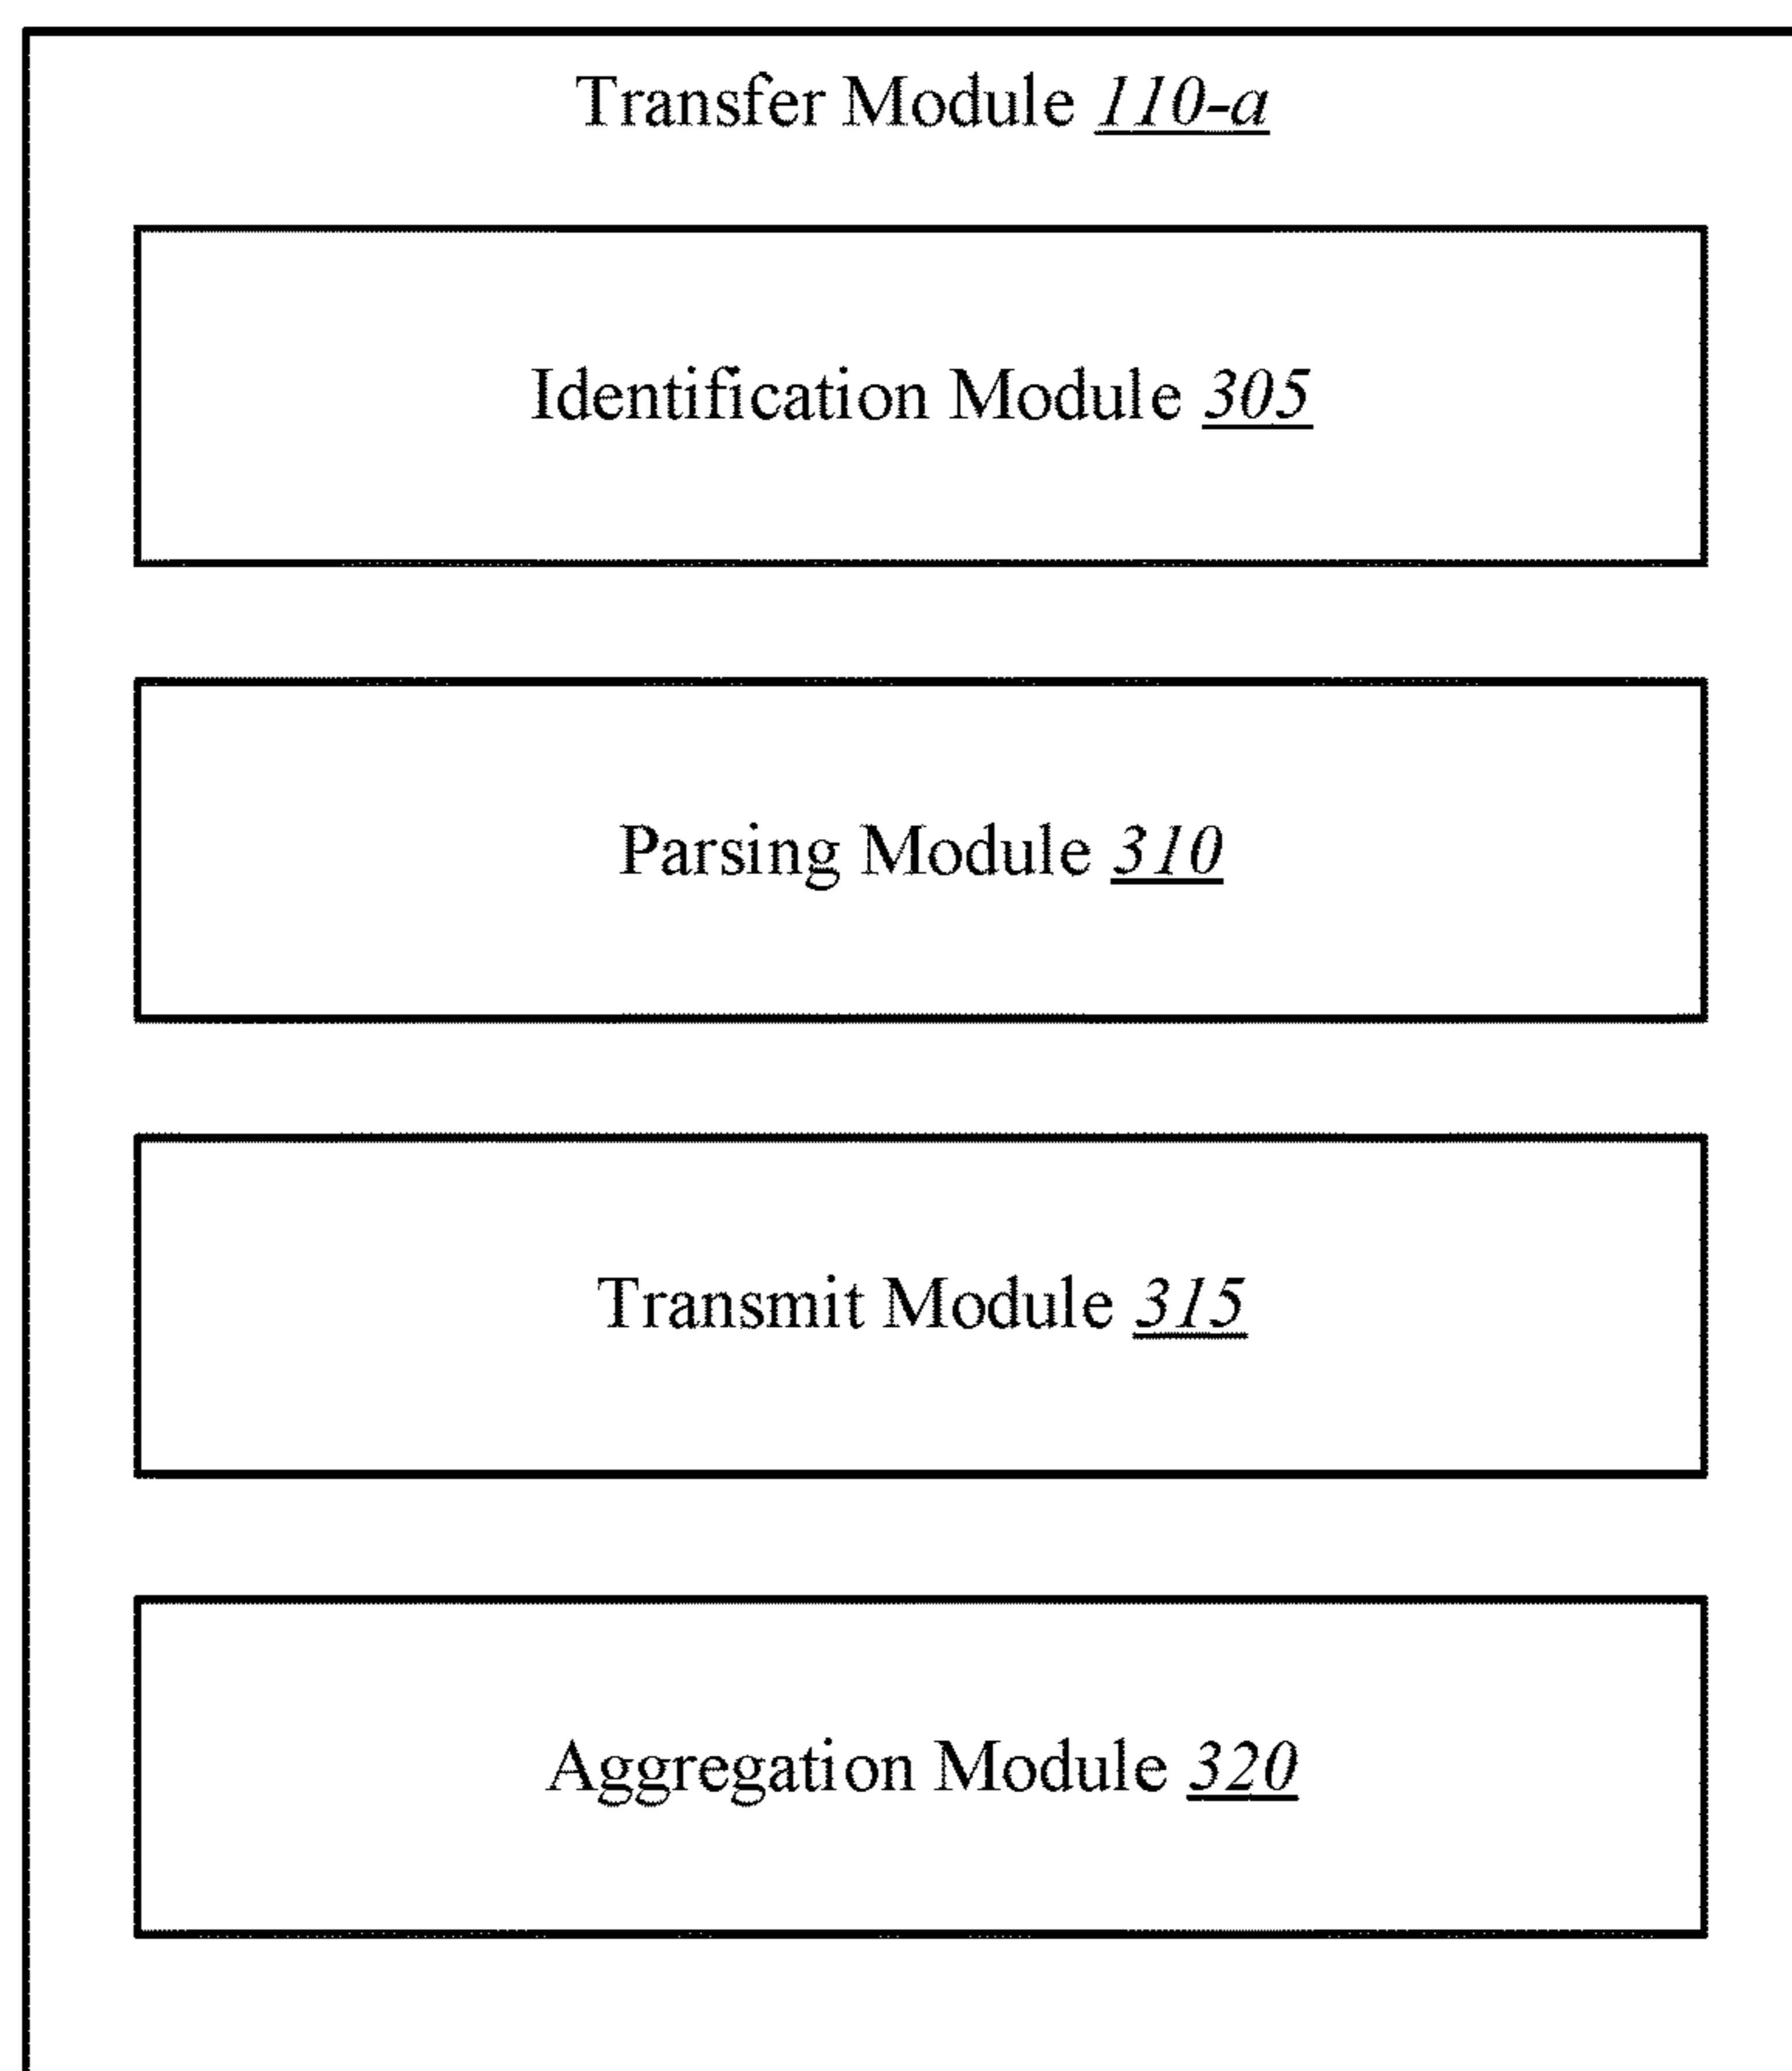 Transfer Module 110-a
Identification Module 305
Parsing Module 310
Transmit Module 315
Aggregation Module 320